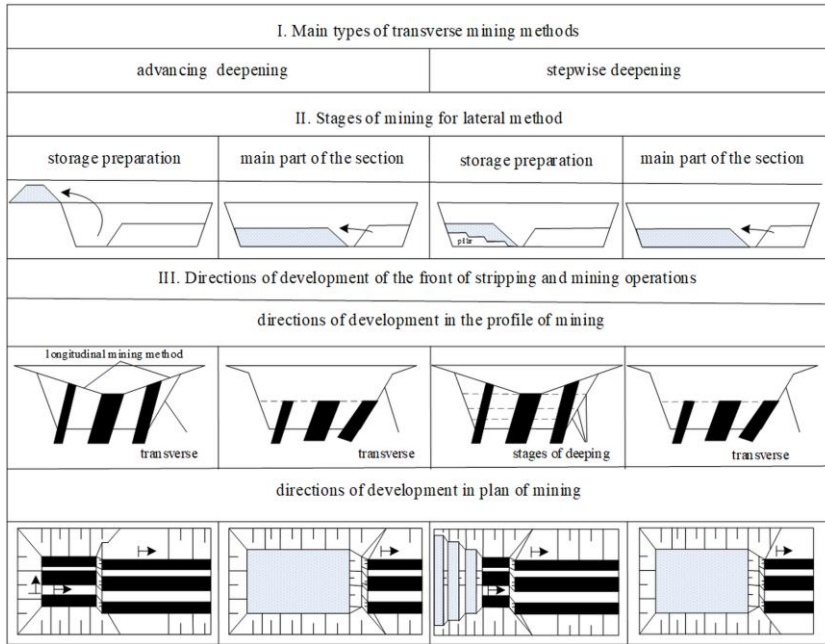 I. Main types of transverse mining methods
advancing deepening
stepwise deepening
II. Stages of mining for lateral method
storage preparation
main part of the section
storage preparation
main part of the section
III. Directions of development of the front of stripping and mining operations
directions of development in the profile of mining
longitudinal mining method
transverse
transverse
stages of deeping
transverse
directions of development in plan of mining